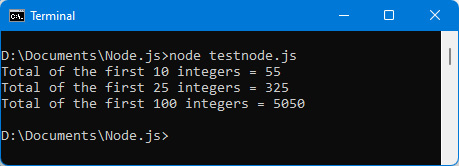 Terminal
D:\Documents\Node.js>node testnode.js
Total of the first 10 integers = 55
Total of the first 25 integers = 325
Total of the first 100 integers = 5050
D:\Documents\Node.js>